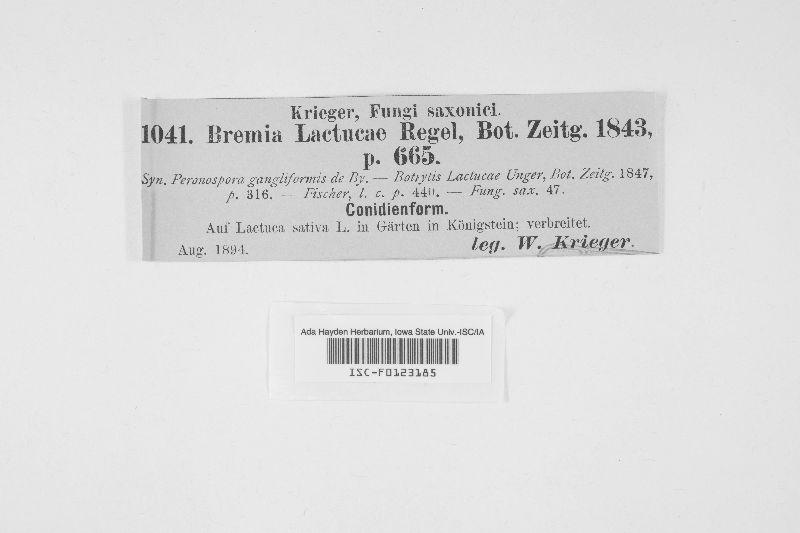 Krieger, Fungi saxonici.
1041. Bremia Lactucae Regel, Bot. Zeitg. 1843,
p. 665.
Syn. Peronospora gangliformis de By. — Botrytis Lactucae Unger, Bot. Zeitg. 1847,
p. 316. — Fischer, l. c. p. 440. — Fung. sax. 47.
Conidienform.
Auf Lactuca sativa L. in Gärten in Königstein; verbreitet.
Aug. 1894. leg. W. Krieger.
Ada Hayden Herbarium, Iowa State Univ.-ISC/IA
ISC-F0123185